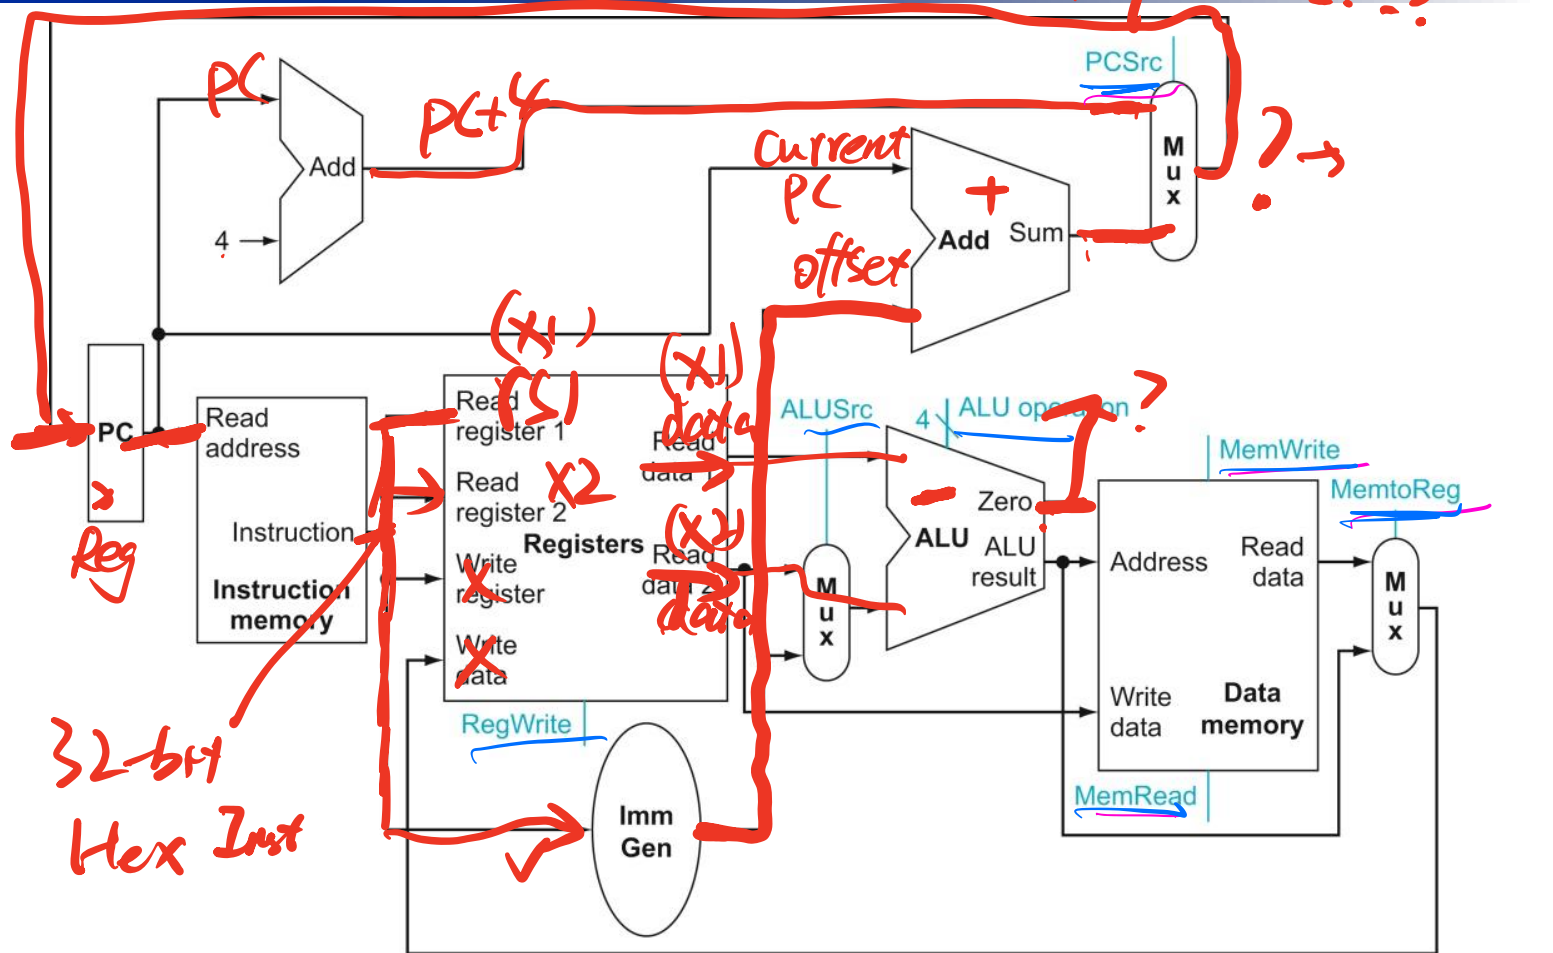 PCSrc
PC
PC+4
Add
4
Current
PC
+
offset
Add
Sum
M
u
x
?
(X1)
rs1
(X1)
data
PC
Reg
Read
address
Instruction
Instruction
memory
Read
register 1
Read
register 2
X2
Registers
Write
register
Write
data
Read
data 1
(X2)
Read
data 2
data
RegWrite
ALUSrc
4
ALU operation
?
M
u
x
-
Zero
ALU
ALU
result
MemWrite
MemtoReg
Address
Read
data
Write
data
Data
memory
MemRead
M
u
x
32-bit
Hex Inst
Imm
Gen